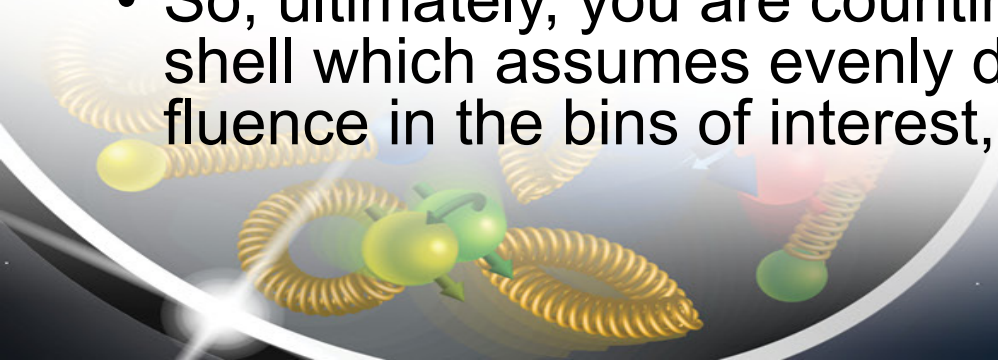 • So, ultimately, you are
shell which assumes evenly
fluence in the bins of interest,